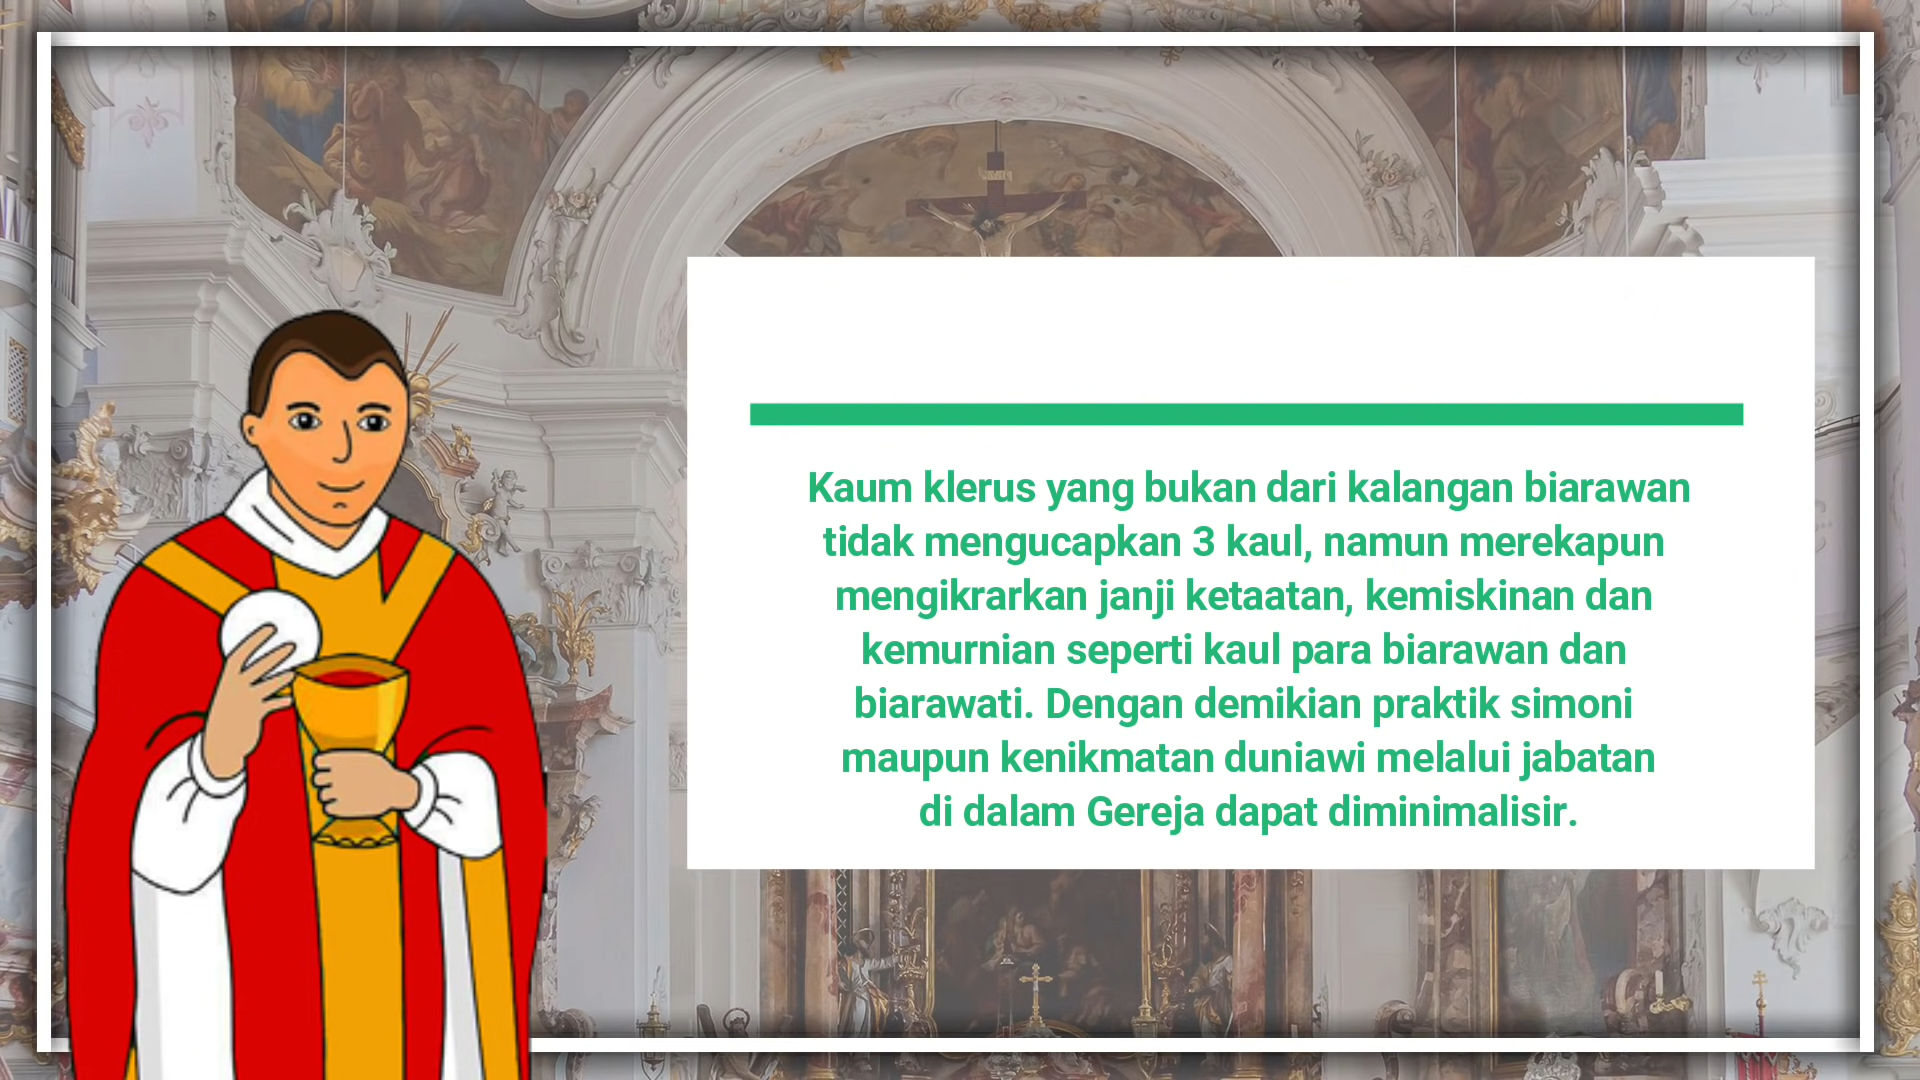 Kaum klerus yang bukan dari kalangan biarawan
tidak mengucapkan 3 kaul, namun merekapun
mengikrarkan janji ketaatan, kemiskinan dan
kemurnian seperti kaul para biarawan dan
biarawati. Dengan demikian praktik simoni
maupun kenikmatan duniawi melalui jabatan
di dalam Gereja dapat diminimalisir.